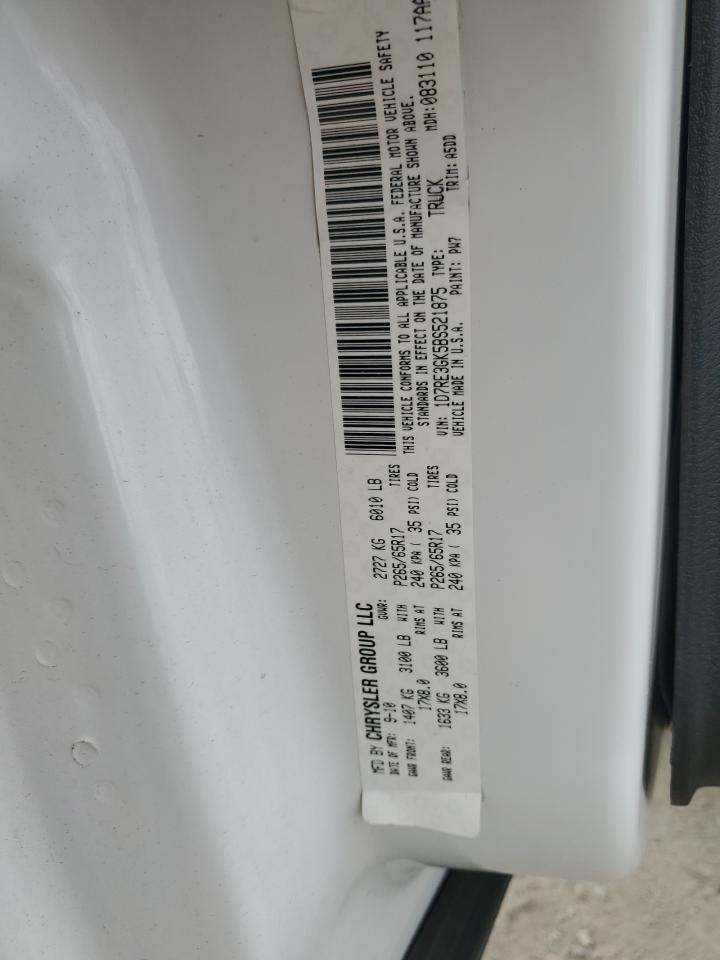 MFD BY CHRYSLER GROUP LLC
DATE OF MFR: 9-10 GVWR: 2727 KG 6010 LB
GAWR FRONT: 1407 KG 3100 LB WITH P265/65R17 TIRES
17X8.0 RIMS AT 240 KPA ( 35 PSI) COLD
GAWR REAR: 1633 KG 3600 LB WITH P265/65R17 TIRES
17X8.0 RIMS AT 240 KPA ( 35 PSI) COLD
THIS VEHICLE CONFORMS TO ALL APPLICABLE U.S.A. FEDERAL MOTOR VEHICLE SAFETY
STANDARDS IN EFFECT ON THE DATE OF MANUFACTURE SHOWN ABOVE.
VIN: 1D7RE3GK5BS521875 TYPE: TRUCK MDH:083110 117AA
VEHICLE MADE IN U.S.A. PAINT: PW7 TRIM: A5DD